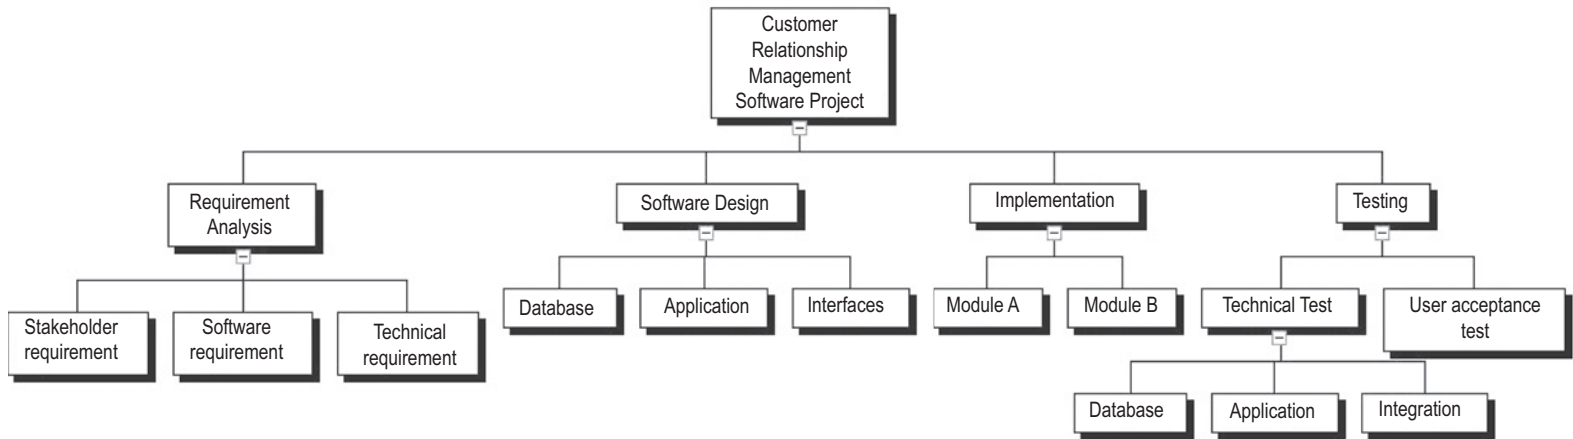 Customer
Relationship
Management
Software Project
Requirement
Analysis
Software Design
Implementation
Testing
Stakeholder
requirement
Software
requirement
Technical
requirement
Database
Application
Interfaces
Module A
Module B
Technical Test
User acceptance
test
Database
Application
Integration